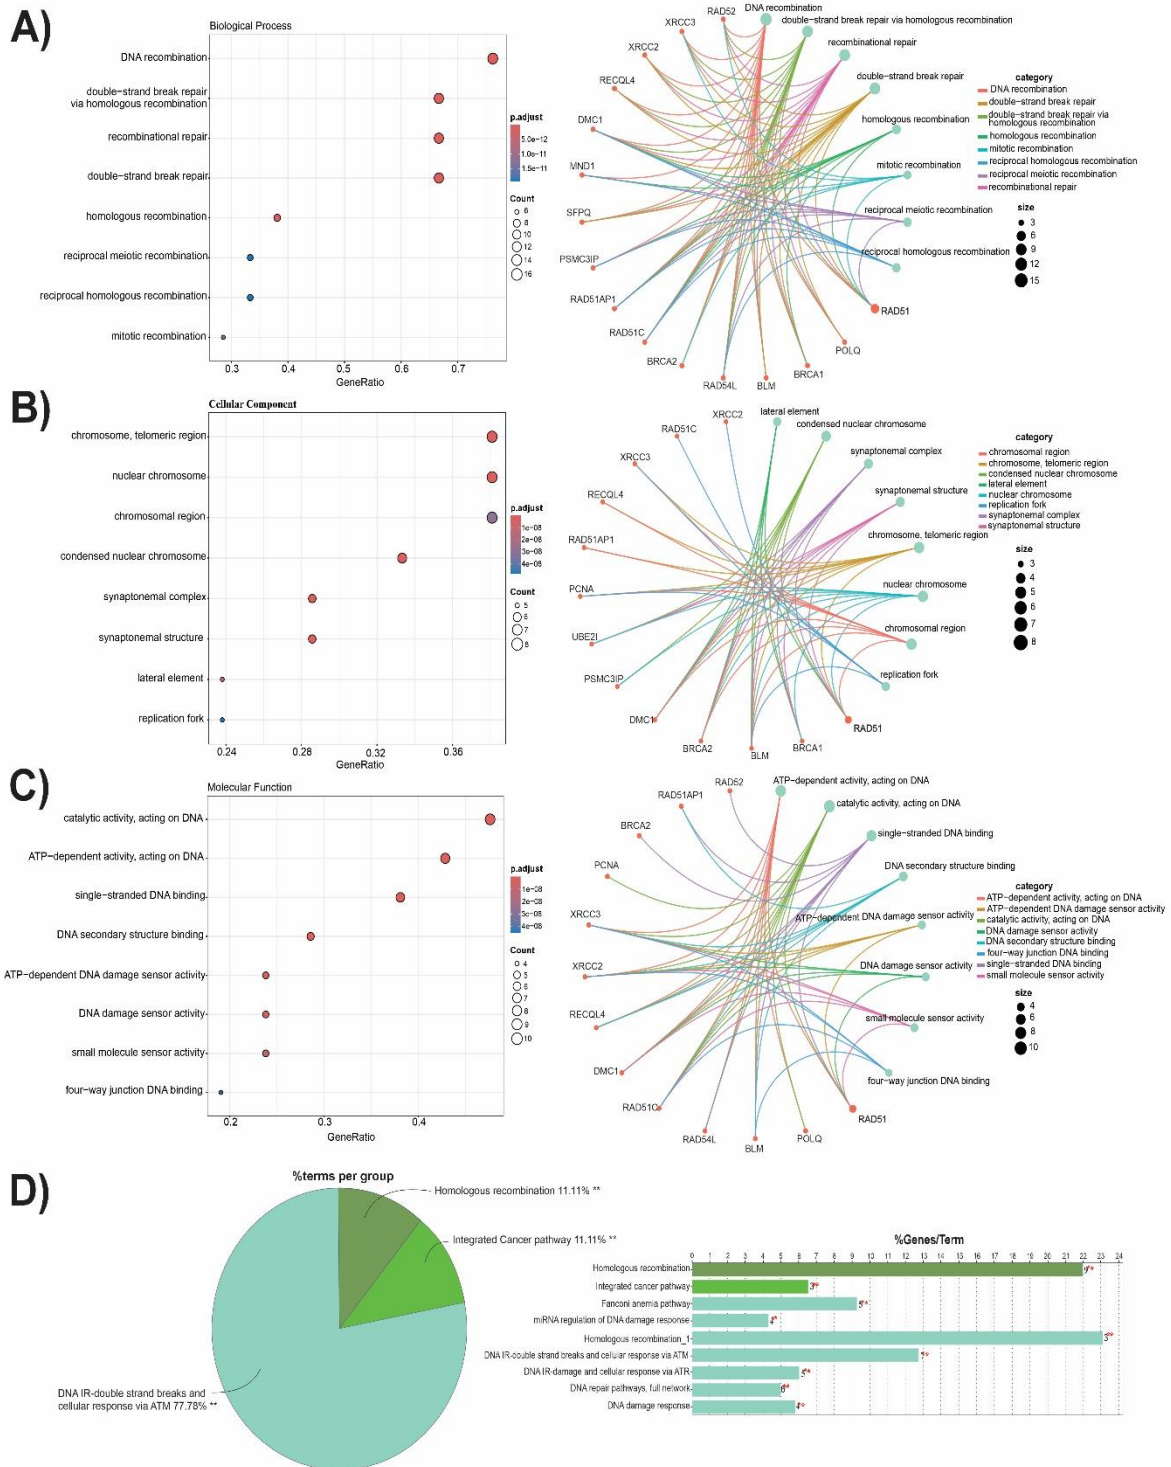 A)
Biological Process
DNA recombination
double−strand break repair
via homologous recombination
recombinational repair
double−strand break repair
homologous recombination
reciprocal meiotic recombination
reciprocal homologous recombination
mitotic recombination
0.3 0.4 0.5 0.6 0.7
GeneRatio
p.adjust
5.0e−12
1.0e−11
1.5e−11
Count
6
8
10
12
14
16
RAD52
XRCC3
XRCC2
RECQL4
DMC1
MND1
SFPQ
PSMC3IP
RAD51AP1
RAD51C
BRCA2
RAD54L
BLM
BRCA1
POLQ
RAD51
DNA recombination
double−strand break repair via homologous recombination
recombinational repair
double−strand break repair
homologous recombination
mitotic recombination
reciprocal meiotic recombination
reciprocal homologous recombination
category
DNA recombination
double−strand break repair
double−strand break repair via
homologous recombination
homologous recombination
mitotic recombination
reciprocal homologous recombination
reciprocal meiotic recombination
recombinational repair
size
3
6
9
12
15
B)
Cellular Component
chromosome, telomeric region
nuclear chromosome
chromosomal region
condensed nuclear chromosome
synaptonemal complex
synaptonemal structure
lateral element
replication fork
0.24 0.28 0.32 0.36
GeneRatio
p.adjust
1e−08
2e−08
3e−08
4e−08
Count
5
6
7
8
XRCC2
RAD51C
XRCC3
RECQL4
RAD51AP1
PCNA
UBE2I
PSMC3IP
DMC1
BRCA2
BLM
BRCA1
RAD51
lateral element
condensed nuclear chromosome
synaptonemal complex
synaptonemal structure
chromosome, telomeric region
nuclear chromosome
chromosomal region
replication fork
category
chromosomal region
chromosome, telomeric region
condensed nuclear chromosome
lateral element
nuclear chromosome
replication fork
synaptonemal complex
synaptonemal structure
size
3
4
5
6
7
8
C)
Molecular Function
catalytic activity, acting on DNA
ATP−dependent activity, acting on DNA
single−stranded DNA binding
DNA secondary structure binding
ATP−dependent DNA damage sensor activity
DNA damage sensor activity
small molecule sensor activity
four−way junction DNA binding
0.2 0.3 0.4
GeneRatio
p.adjust
1e−08
2e−08
4e−08
Count
4
5
6
7
8
9
10
RAD52
RAD51AP1
BRCA2
PCNA
XRCC3
XRCC2
RECQL4
DMC1
RAD51C
RAD54L
BLM
POLQ
RAD51
ATP−dependent activity, acting on DNA
catalytic activity, acting on DNA
single−stranded DNA binding
DNA secondary structure binding
ATP−dependent DNA damage sensor activity
DNA damage sensor activity
small molecule sensor activity
four−way junction DNA binding
category
ATP−dependent activity, acting on DNA
ATP−dependent DNA damage sensor activity
catalytic activity, acting on DNA
DNA damage sensor activity
DNA secondary structure binding
four−way junction DNA binding
single−stranded DNA binding
small molecule sensor activity
size
4
6
8
10
D)
%terms per group
Homologous recombination 11.11% **
Integrated Cancer pathway 11.11% **
DNA IR-double strand breaks and
cellular response via ATM 77.78% **
%Genes/Term
0 1 2 3 4 5 6 7 8 9 10 11 12 13 14 15 16 17 18 19 20 21 22 23 24
Homologous recombination
Integrated cancer pathway
Fanconi anemia pathway
miRNA regulation of DNA damage response
Homologous recombination_1
DNA IR-double strand breaks and cellular response via ATM
DNA IR-damage and cellular response via ATR
DNA repair pathways, full network
DNA damage response